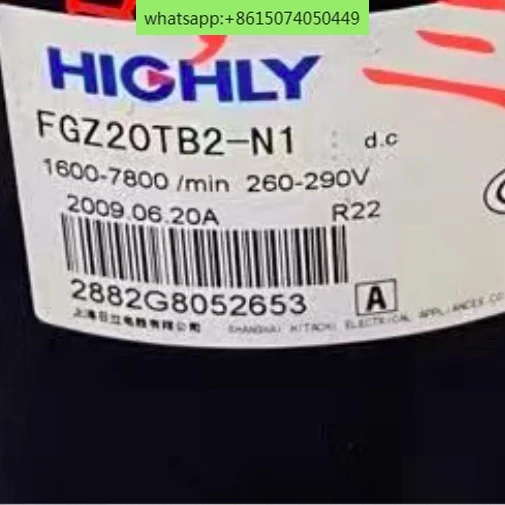 whatsapp:+8615074050449
HIGHLY
FGZ20TB2-N1 d.c
1600-7800 /min 260-290V
2009.06.20A R22
2882G8052653 A
上海日立电器有限公司 SHANGHAI HITACHI ELECTRICAL APPLIANCES CO